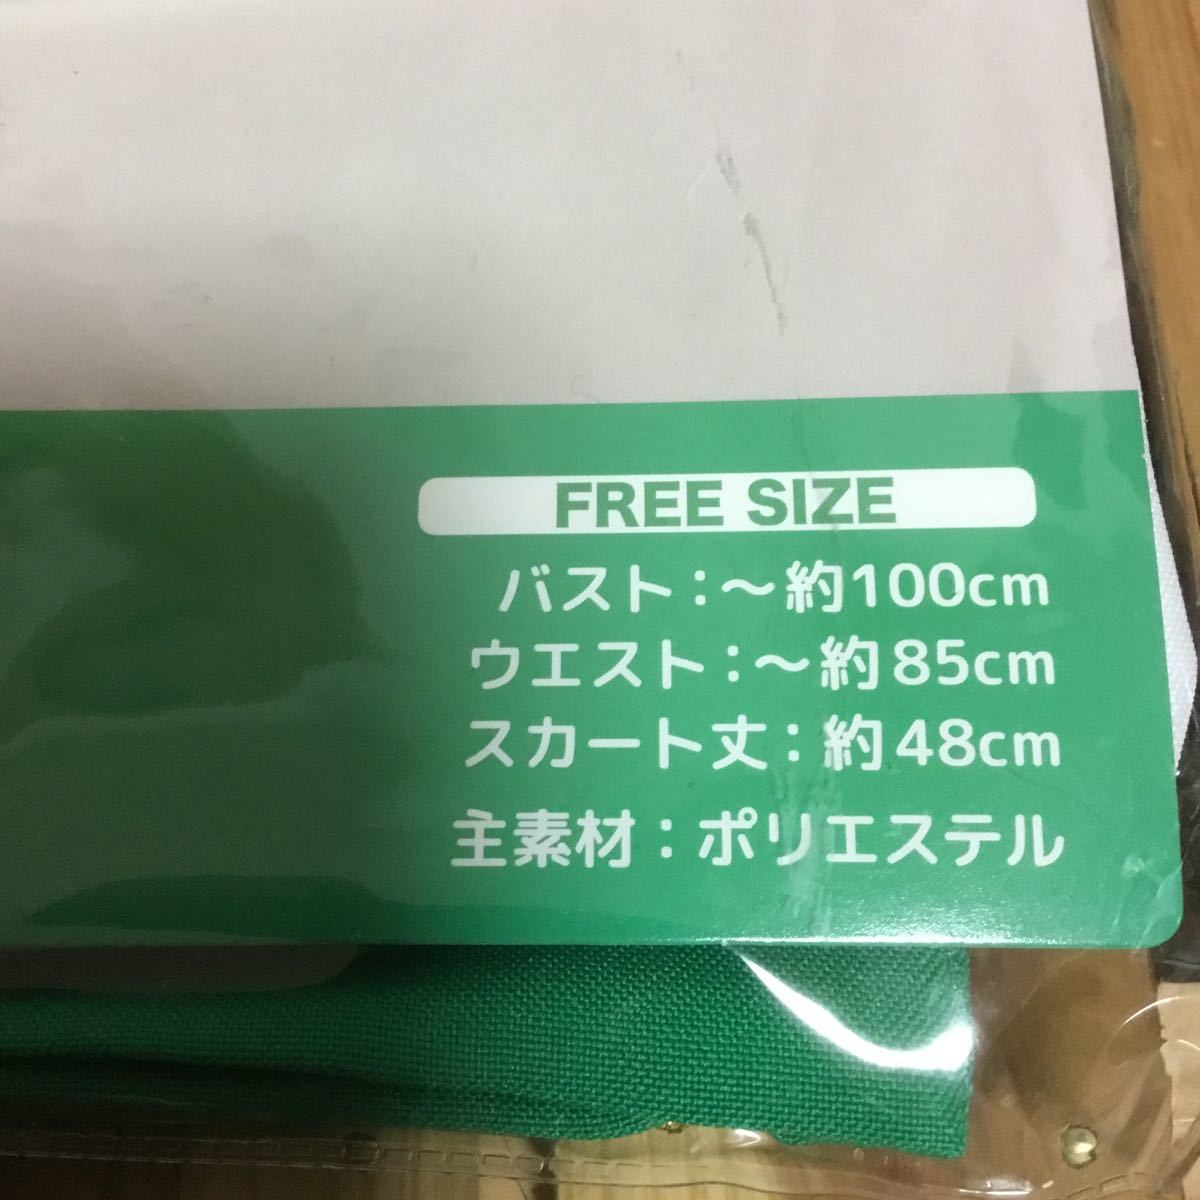 FREE SIZE
バスト：～約100cm
ウエスト：～約85cm
スカート丈：約48cm
主素材：ポリエステル